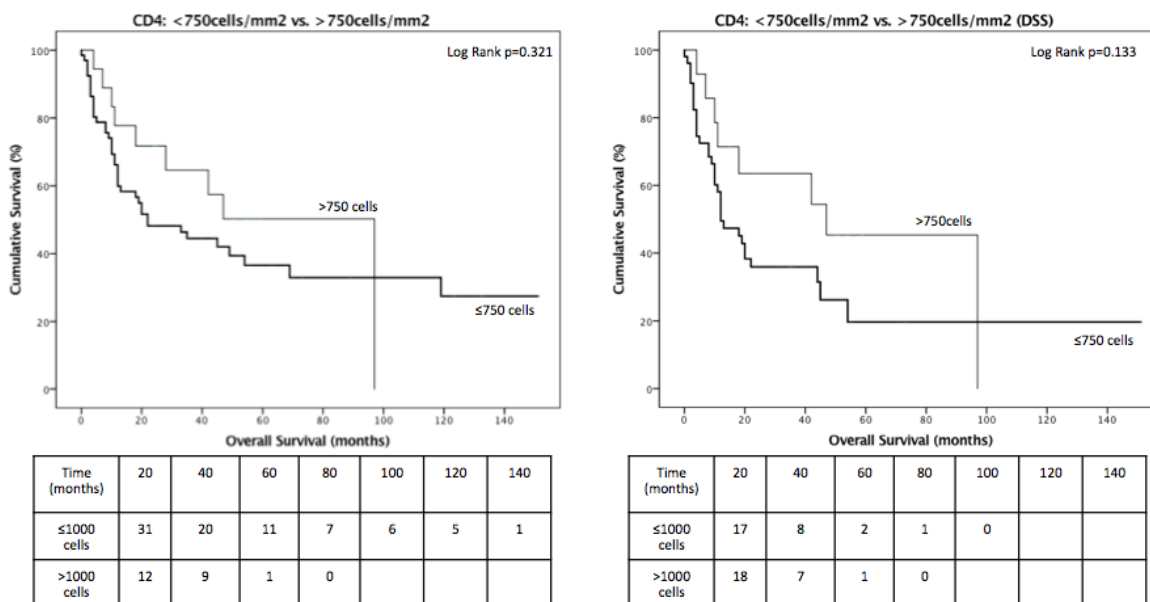 CD4: <750cells/mm2 vs. >750cells/mm2
Log Rank p=0.321
100
80
60
40
20
0
Cumulative Survival (%)
>750 cells
≤750 cells
0 20 40 60 80 100 120 140
Overall Survival (months)
Time (months) 20 40 60 80 100 120 140
≤1000 cells 31 20 11 7 6 5 1
>1000 cells 12 9 1 0
CD4: <750cells/mm2 vs. >750cells/mm2 (DSS)
Log Rank p=0.133
100
80
60
40
20
0
Cumulative Survival (%)
>750cells
≤750 cells
0 20 40 60 80 100 120 140
Overall Survival (months)
Time (months) 20 40 60 80 100 120 140
≤1000 cells 17 8 2 1 0
>1000 cells 18 7 1 0